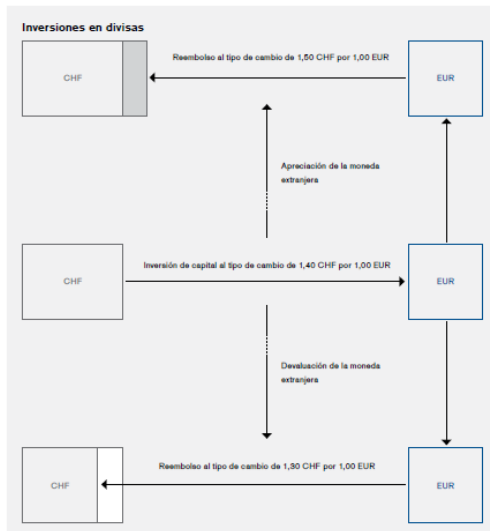 Inversiones en divisas
Reembolso al tipo de cambio de 1,50 CHF por 1,00 EUR
CHF
EUR
Apreciación de la moneda
extranjera
Inversión de capital al tipo de cambio de 1,40 CHF por 1,00 EUR
CHF
EUR
Devaluación de la moneda
extranjera
Reembolso al tipo de cambio de 1,30 CHF por 1,00 EUR
CHF
EUR